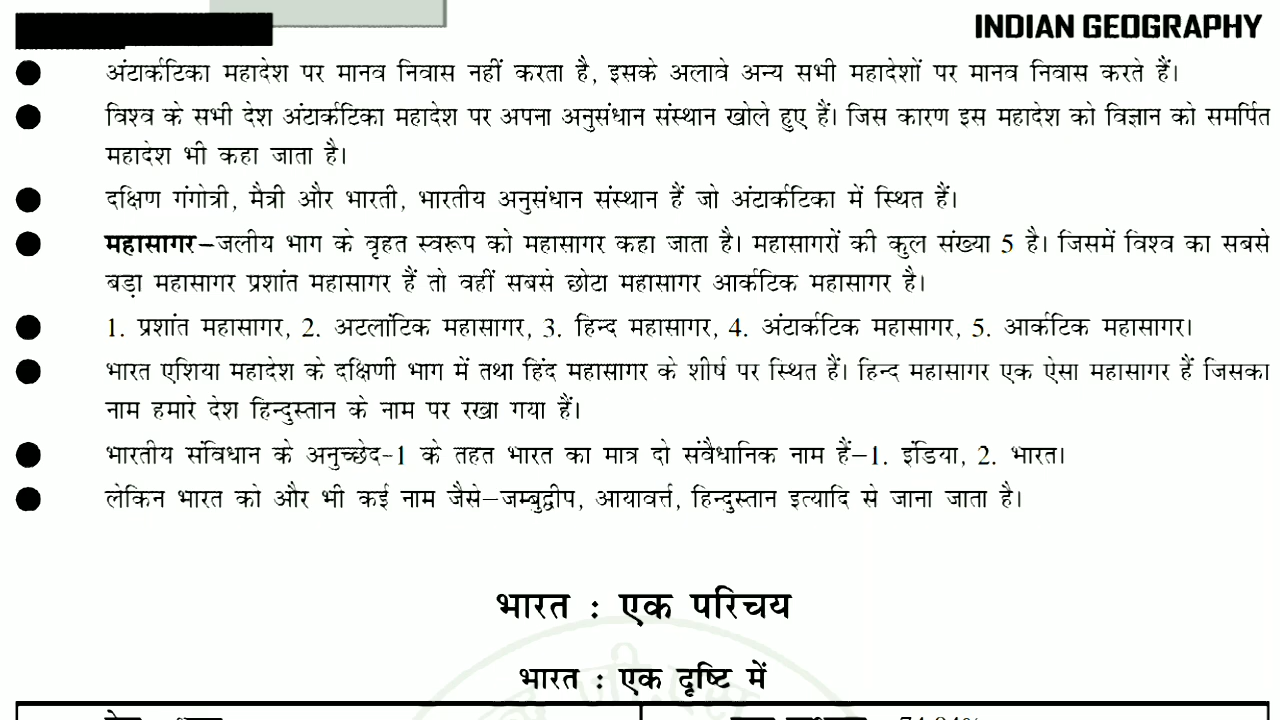 INDIAN GEOGRAPHY
● अंटार्कटिका महादेश पर मानव निवास नहीं करता है, इसके अलावे अन्य सभी महादेशों पर मानव निवास करते हैं।
● विश्व के सभी देश अंटार्कटिका महादेश पर अपना अनुसंधान संस्थान खोले हुए हैं। जिस कारण इस महादेश को विज्ञान को समर्पित
महादेश भी कहा जाता है।
● दक्षिण गंगोत्री, मैत्री और भारती, भारतीय अनुसंधान संस्थान हैं जो अंटार्कटिका में स्थित हैं।
● महासागर–जलीय भाग के वृहत स्वरूप को महासागर कहा जाता है। महासागरों की कुल संख्या 5 है। जिसमें विश्व का सबसे
बड़ा महासागर प्रशांत महासागर हैं तो वहीं सबसे छोटा महासागर आर्कटिक महासागर है।
● 1. प्रशांत महासागर, 2. अटलांटिक महासागर, 3. हिन्द महासागर, 4. अंटार्कटिक महासागर, 5. आर्कटिक महासागर।
● भारत एशिया महादेश के दक्षिणी भाग में तथा हिंद महासागर के शीर्ष पर स्थित हैं। हिन्द महासागर एक ऐसा महासागर हैं जिसका
नाम हमारे देश हिन्दुस्तान के नाम पर रखा गया हैं।
● भारतीय संविधान के अनुच्छेद-1 के तहत भारत का मात्र दो संवैधानिक नाम हैं–1. इंडिया, 2. भारत।
● लेकिन भारत को और भी कई नाम जैसे–जम्बुद्वीप, आयावर्त्त, हिन्दुस्तान इत्यादि से जाना जाता है।
भारत : एक परिचय
भारत : एक दृष्टि में